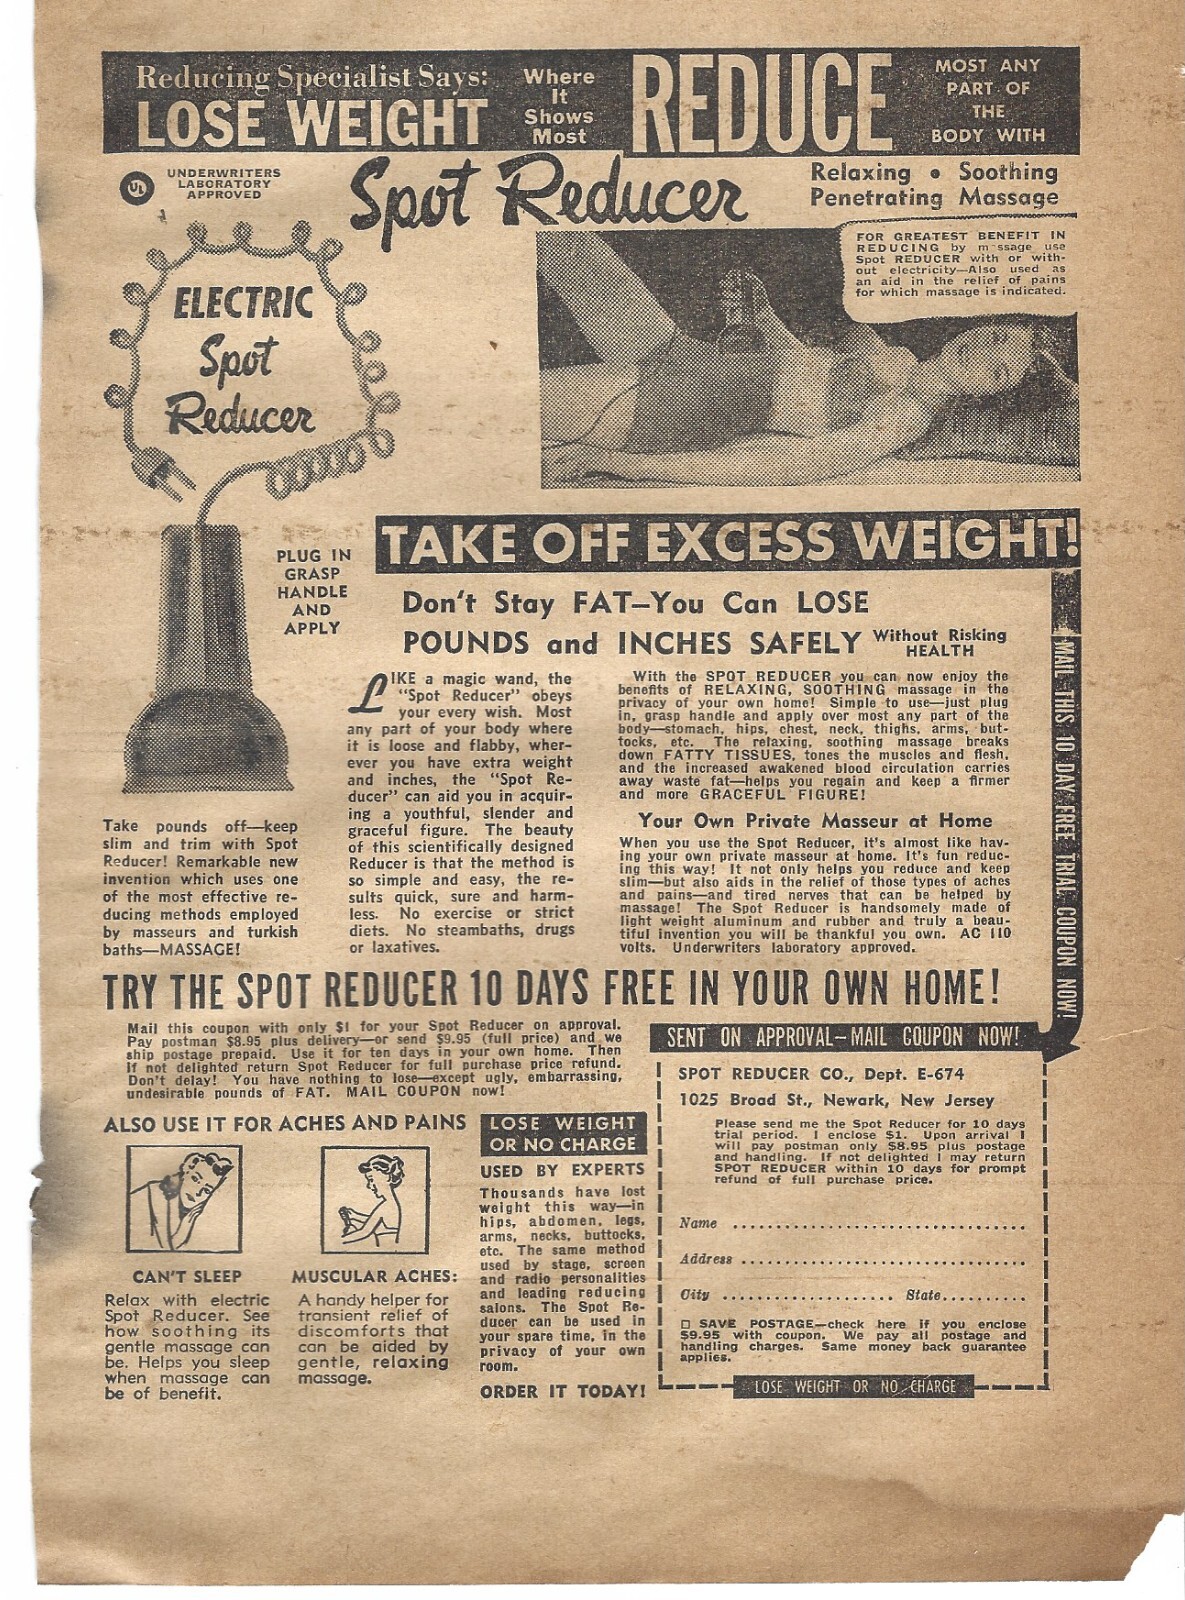 Reducing Specialist Says:
LOSE WEIGHT
Where
It
Shows
Most
REDUCE
MOST ANY
PART OF
THE
BODY WITH
UL
UNDERWRITERS
LABORATORY
APPROVED
Spot Reducer
Relaxing • Soothing
Penetrating Massage
FOR GREATEST BENEFIT IN
REDUCING by massage use
Spot REDUCER with or with-
out electricity—Also used as
an aid in the relief of pains
for which massage is indicated.
ELECTRIC
Spot
Reducer
PLUG IN
GRASP
HANDLE
AND
APPLY
TAKE OFF EXCESS WEIGHT!
Don't Stay FAT—You Can LOSE
POUNDS and INCHES SAFELY Without Risking
HEALTH
Take pounds off—keep
slim and trim with Spot
Reducer! Remarkable new
invention which uses one
of the most effective re-
ducing methods employed
by masseurs and turkish
baths—MASSAGE!
LIKE a magic wand, the
"Spot Reducer" obeys
your every wish. Most
any part of your body where
it is loose and flabby, wher-
ever you have extra weight
and inches, the "Spot Re-
ducer" can aid you in acquir-
ing a youthful, slender and
graceful figure. The beauty
of this scientifically designed
Reducer is that the method is
so simple and easy, the re-
sults quick, sure and harm-
less. No exercise or strict
diets. No steambaths, drugs
or laxatives.
With the SPOT REDUCER you can now enjoy the
benefits of RELAXING, SOOTHING massage in the
privacy of your own home! Simple to use—just plug
in, grasp handle and apply over most any part of the
body—stomach, hips, chest, neck, thighs, arms, but-
tocks, etc. The relaxing, soothing massage breaks
down FATTY TISSUES, tones the muscles and flesh,
and the increased awakened blood circulation carries
away waste fat—helps you regain and keep a firmer
and more GRACEFUL FIGURE!
Your Own Private Masseur at Home
When you use the Spot Reducer, it's almost like hav-
ing your own private masseur at home. It's fun reduc-
ing this way! It not only helps you reduce and keep
slim—but also aids in the relief of those types of aches
and pains—and tired nerves that can be helped by
massage! The Spot Reducer is handsomely made of
light weight aluminum and rubber and truly a beau-
tiful invention you will be thankful you own. AC 110
volts. Underwriters laboratory approved.
MAIL THIS 10 DAY FREE TRIAL COUPON NOW!
TRY THE SPOT REDUCER 10 DAYS FREE IN YOUR OWN HOME!
Mail this coupon with only $1 for your Spot Reducer on approval.
Pay postman $8.95 plus delivery—or send $9.95 (full price) and we
ship postage prepaid. Use it for ten days in your own home. Then
if not delighted return Spot Reducer for full purchase price refund.
Don't delay! You have nothing to lose—except ugly, embarrassing,
undesirable pounds of FAT. MAIL COUPON now!
ALSO USE IT FOR ACHES AND PAINS
CAN'T SLEEP
Relax with electric
Spot Reducer. See
how soothing its
gentle massage can
be. Helps you sleep
when massage can
be of benefit.
MUSCULAR ACHES:
A handy helper for
transient relief of
discomforts that
can be aided by
gentle, relaxing
massage.
LOSE WEIGHT
OR NO CHARGE
USED BY EXPERTS
Thousands have lost
weight this way—in
hips, abdomen, legs,
arms, necks, buttocks,
etc. The same method
used by stage, screen
and radio personalities
and leading reducing
salons. The Spot Re-
ducer can be used in
your spare time, in the
privacy of your own
room.
ORDER IT TODAY!
SENT ON APPROVAL—MAIL COUPON NOW!
SPOT REDUCER CO., Dept. E-674
1025 Broad St., Newark, New Jersey
Please send me the Spot Reducer for 10 days
trial period. I enclose $1. Upon arrival I
will pay postman only $8.95 plus postage
and handling. If not delighted I may return
SPOT REDUCER within 10 days for prompt
refund of full purchase price.
Name ..............................
Address ..............................
City .................... State..........
☐ SAVE POSTAGE—check here if you enclose
$9.95 with coupon. We pay all postage and
handling charges. Same money back guarantee
applies.
LOSE WEIGHT OR NO CHARGE